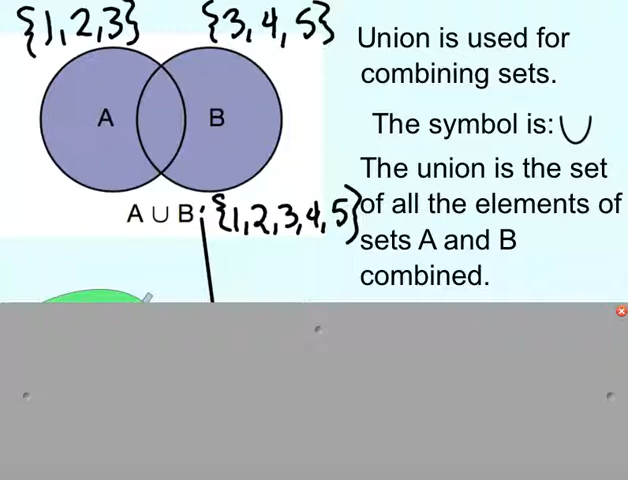 {1,2,3} {3,4,5}
A B
A ∪ B: {1,2,3,4,5}
Union is used for
combining sets.
The symbol is: ∪
The union is the set
of all the elements of
sets A and B
combined.